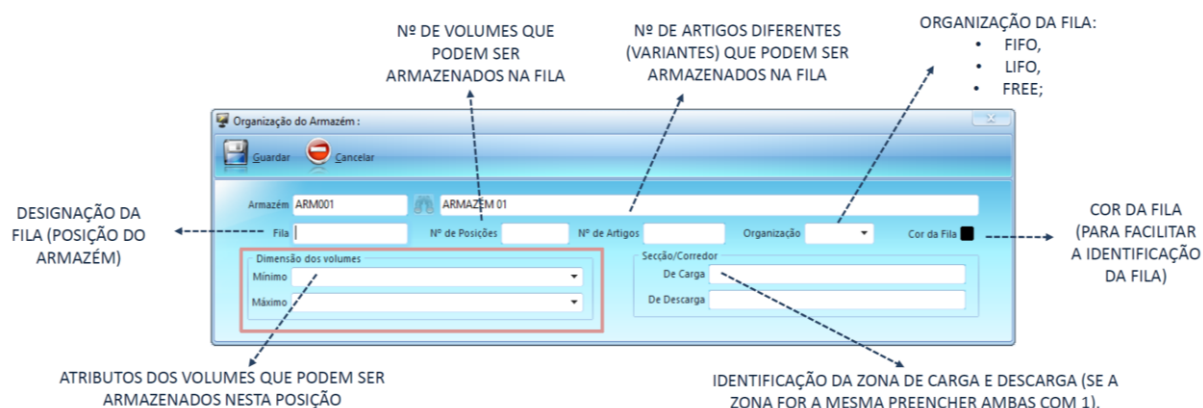 Nº DE VOLUMES QUE
PODEM SER
ARMAZENADOS NA FILA
Nº DE ARTIGOS DIFERENTES
(VARIANTES) QUE PODEM SER
ARMAZENADOS NA FILA
ORGANIZAÇÃO DA FILA:
• FIFO,
• LIFO,
• FREE;
Organização do Armazém :
Guardar Cancelar
Armazém ARM001 ARMAZÉM 01
Fila Nº de Posições Nº de Artigos Organização Cor da Fila
Dimensão dos volumes
Mínimo
Máximo
Secção/Corredor
De Carga
De Descarga
DESIGNAÇÃO DA
FILA (POSIÇÃO DO
ARMAZÉM)
COR DA FILA
(PARA FACILITAR
A IDENTIFICAÇÃO
DA FILA)
ATRIBUTOS DOS VOLUMES QUE PODEM SER
ARMAZENADOS NESTA POSIÇÃO
IDENTIFICAÇÃO DA ZONA DE CARGA E DESCARGA (SE A
ZONA FOR A MESMA PREENCHER AMBAS COM 1).